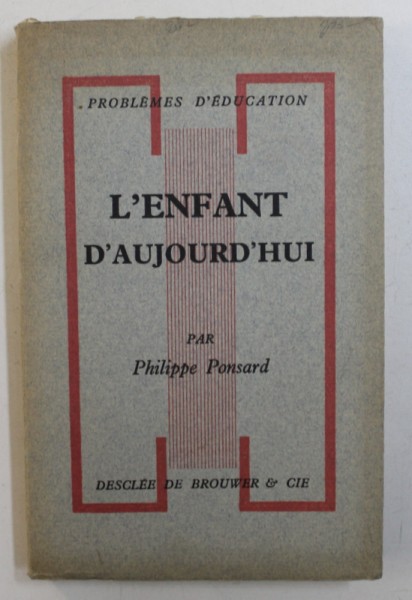 PROBLÈMES D'ÉDUCATION
L'ENFANT
D'AUJOURD'HUI
PAR
Philippe Ponsard
DESCLÉE DE BROUWER & CIE